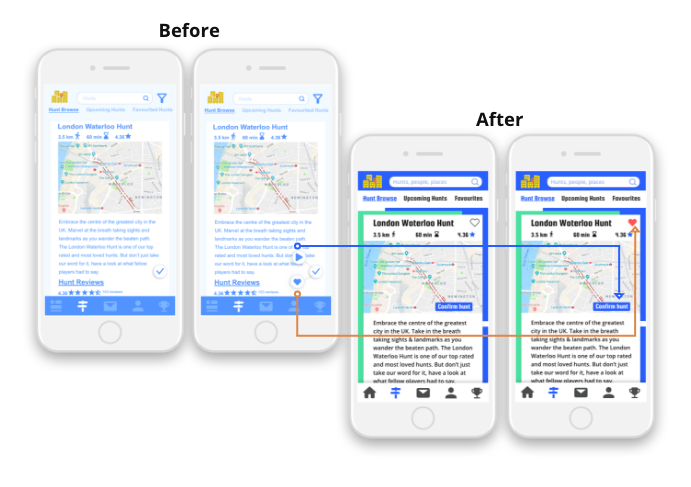 Before
After
Hunt Browse Upcoming Hunts Favourited Hunts
London Waterloo Hunt
3.5 km 60 min 4.36
Embrace the centre of the greatest city in the
UK. Marvel at the breath taking sights and
landmarks as you wander the beaten path.
The London Waterloo Hunt is one of our top
rated and most loved hunts. But don't just take
our word for it, have a look at what fellow
players had to say.
Hunt Reviews
4.36
Hunt Browse Upcoming Hunts Favourited Hunts
London Waterloo Hunt
3.5 km 60 min 4.36
Embrace the centre of the greatest city in the
UK. Marvel at the breath taking sights and
landmarks as you wander the beaten path.
The London Waterloo Hunt is one of our top
rated and most loved hunts. But don't
our word for it, have a look at what
players had to say.
Hunt Reviews
4.36
Hunts, people, places
Hunt Browse Upcoming Hunts Favourites
London Waterloo Hunt
3.5 km 60 min 4.36
NEWINGTON
Confirm hunt
Embrace the centre of the greatest
city in the UK. Take in the breath
taking sights & landmarks as you
wander the beaten path. The London
Waterloo Hunt is one of our top rated
and most loved hunts. But don't just
take our word for it, have a look at
what fellow players had to say.
Hunts, people, places
Hunt Browse Upcoming Hunts Favourites
London Waterloo Hunt
3.5 km 60 min 4.36
NEWINGTON
Confirm hunt
Embrace the centre of the greatest
city in the UK. Take in the breath
taking sights & landmarks as you
wander the beaten path. The London
Waterloo Hunt is one of our top rated
and most loved hunts. But don't just
take our word for it, have a look at
what fellow players had to say.